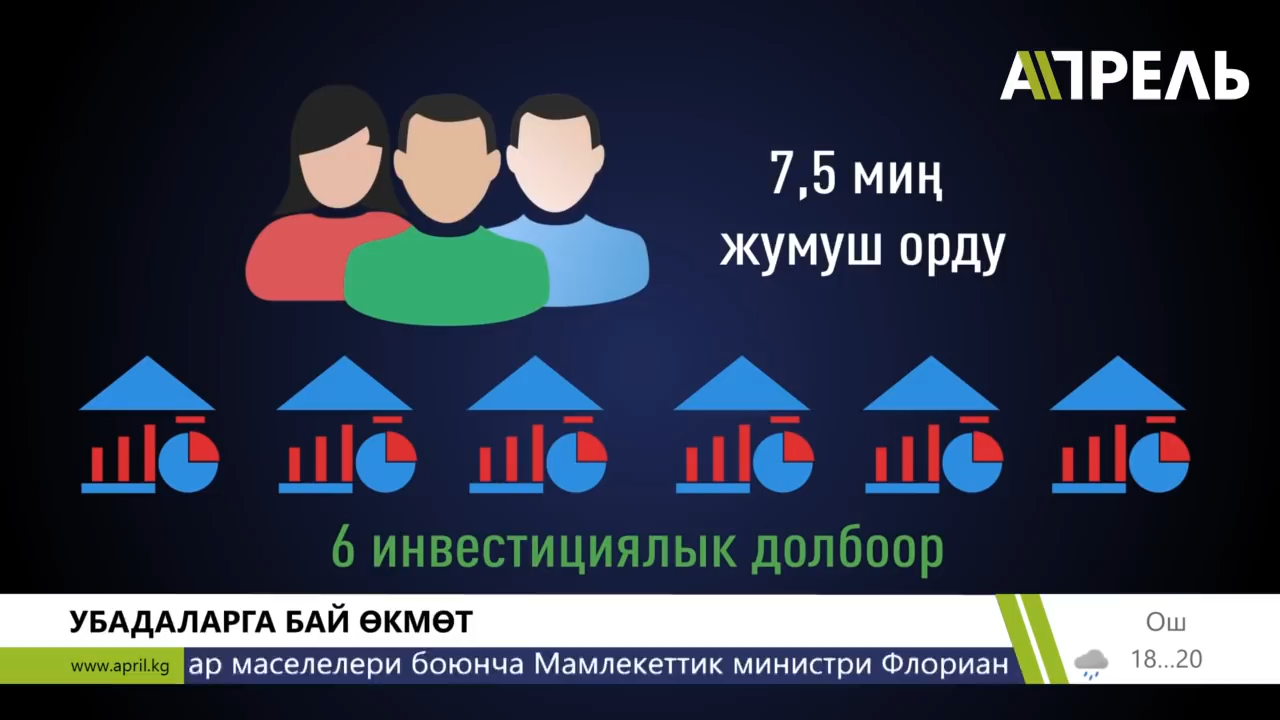 АПРЕЛЬ
7,5 миң
жумуш орду
6 инвестициялык долбоор
УБАДАЛАРГА БАЙ ӨКМӨТ
Ош
www.april.kg
ар маселелери боюнча Мамлекеттик министри Флориан
18...20